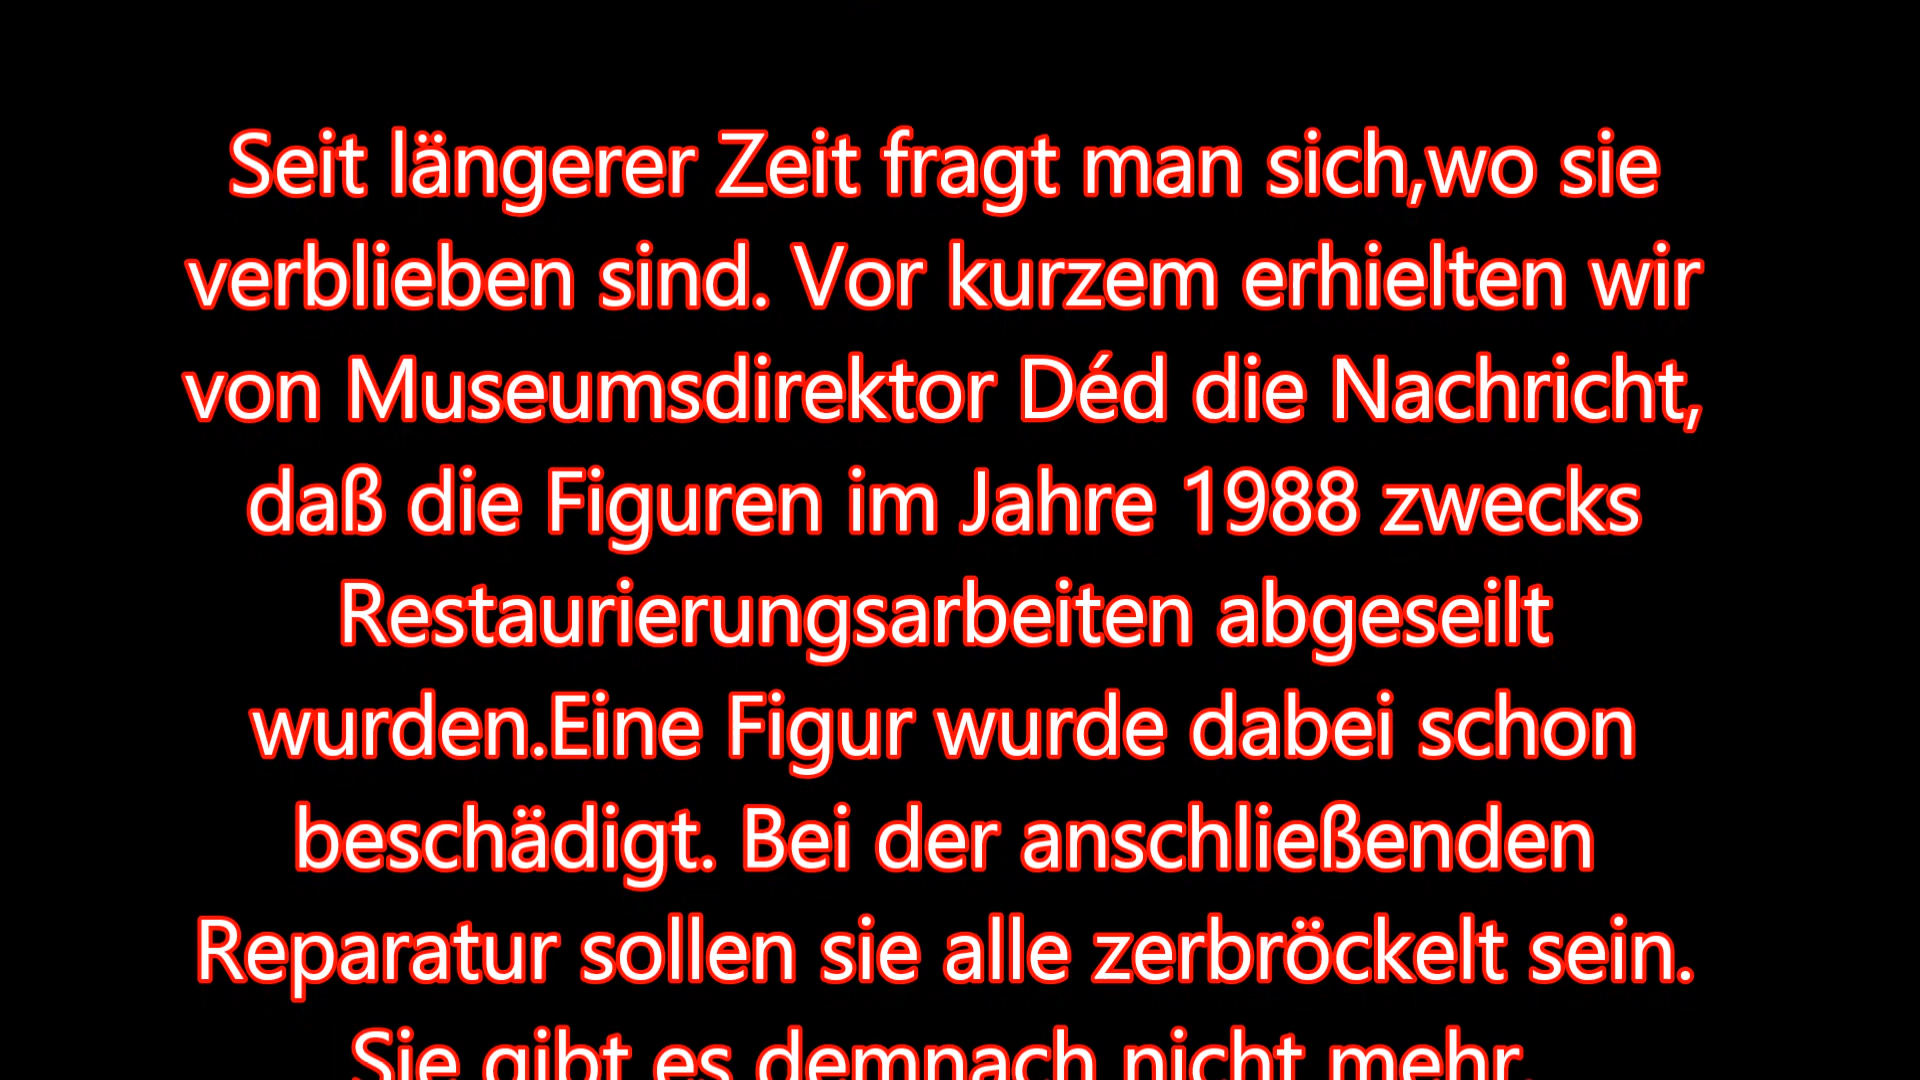 Seit längerer Zeit fragt man sich,wo sie
verblieben sind. Vor kurzem erhielten wir
von Museumsdirektor Déd die Nachricht,
daß die Figuren im Jahre 1988 zwecks
Restaurierungsarbeiten abgeseilt
wurden.Eine Figur wurde dabei schon
beschädigt. Bei der anschließenden
Reparatur sollen sie alle zerbröckelt sein.
Sie gibt es demnach nicht mehr.